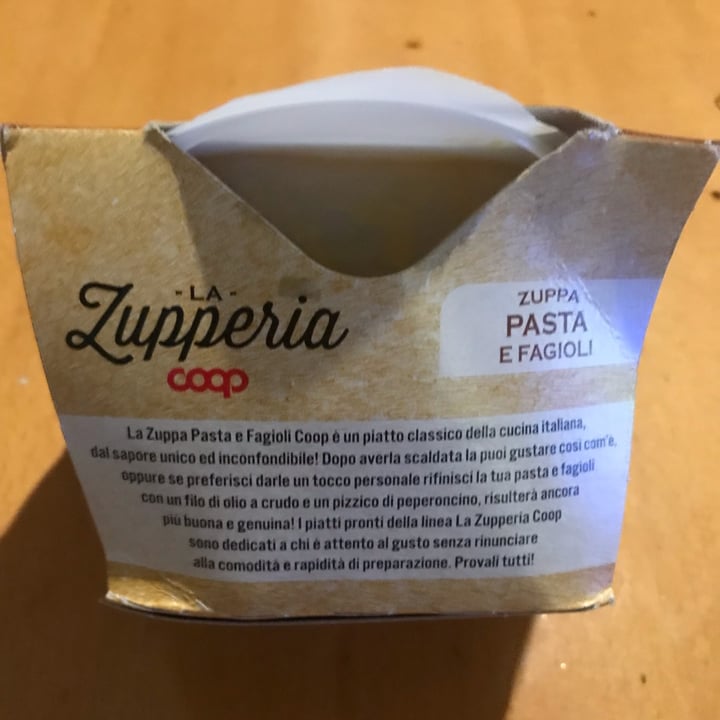 - LA -
Zupperia
coop
ZUPPA
PASTA
E FAGIOLI
La Zuppa Pasta e Fagioli Coop è un piatto classico della cucina italiana,
dal sapore unico ed inconfondibile! Dopo averla scaldata la puoi gustare così com'è,
oppure se preferisci darle un tocco personale rifinisci la tua pasta e fagioli
con un filo di olio a crudo e un pizzico di peperoncino, risulterà ancora
più buona e genuina! I piatti pronti della linea La Zupperia Coop
sono dedicati a chi è attento al gusto senza rinunciare
alla comodità e rapidità di preparazione. Provali tutti!